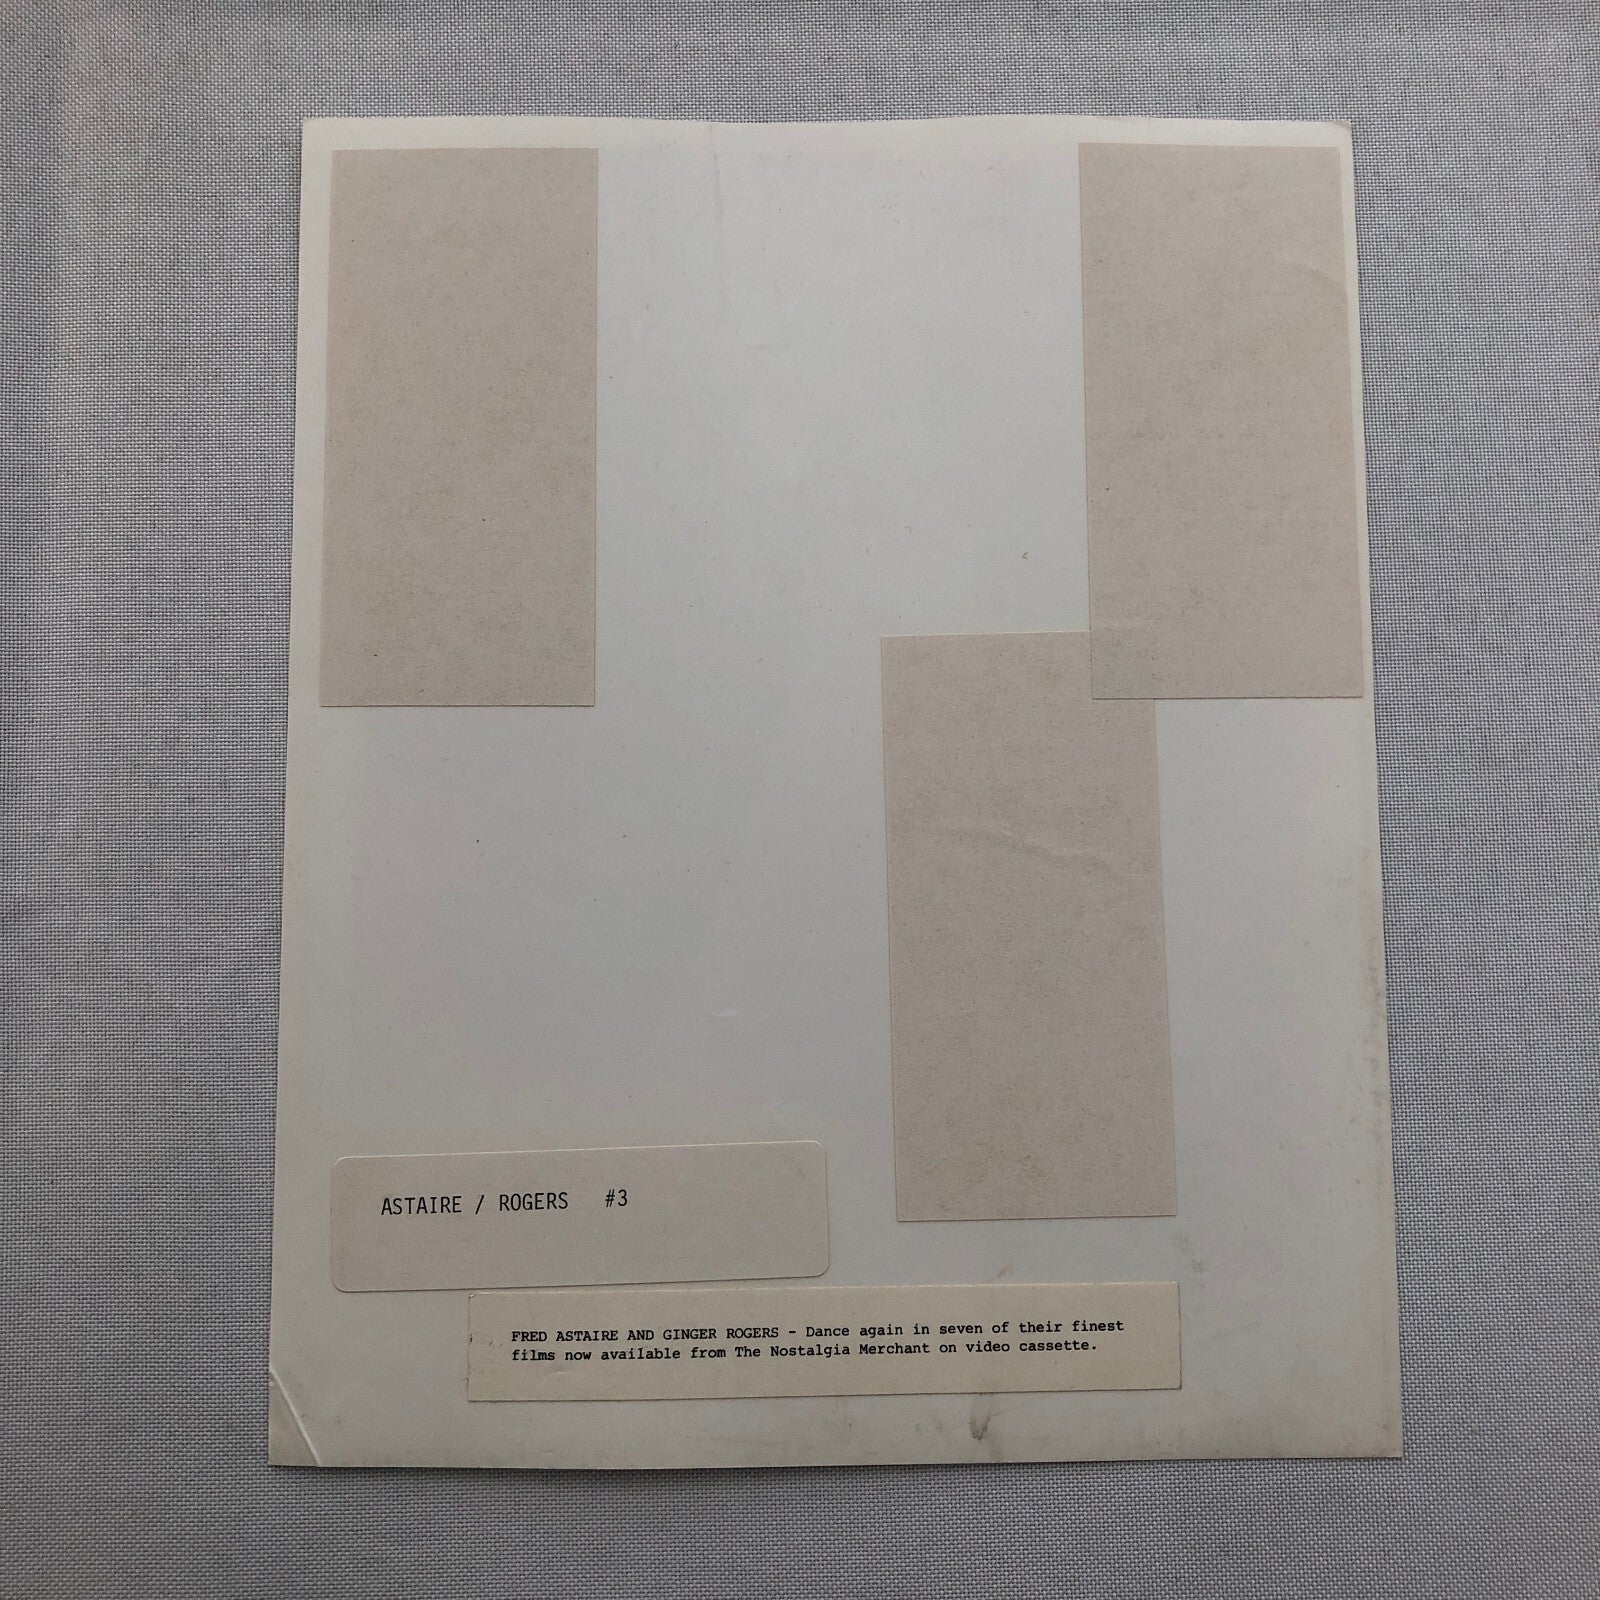 ASTAIRE / ROGERS #3
FRED ASTAIRE AND GINGER ROGERS - Dance again in seven of their finest
films now available from The Nostalgia Merchant on video cassette.